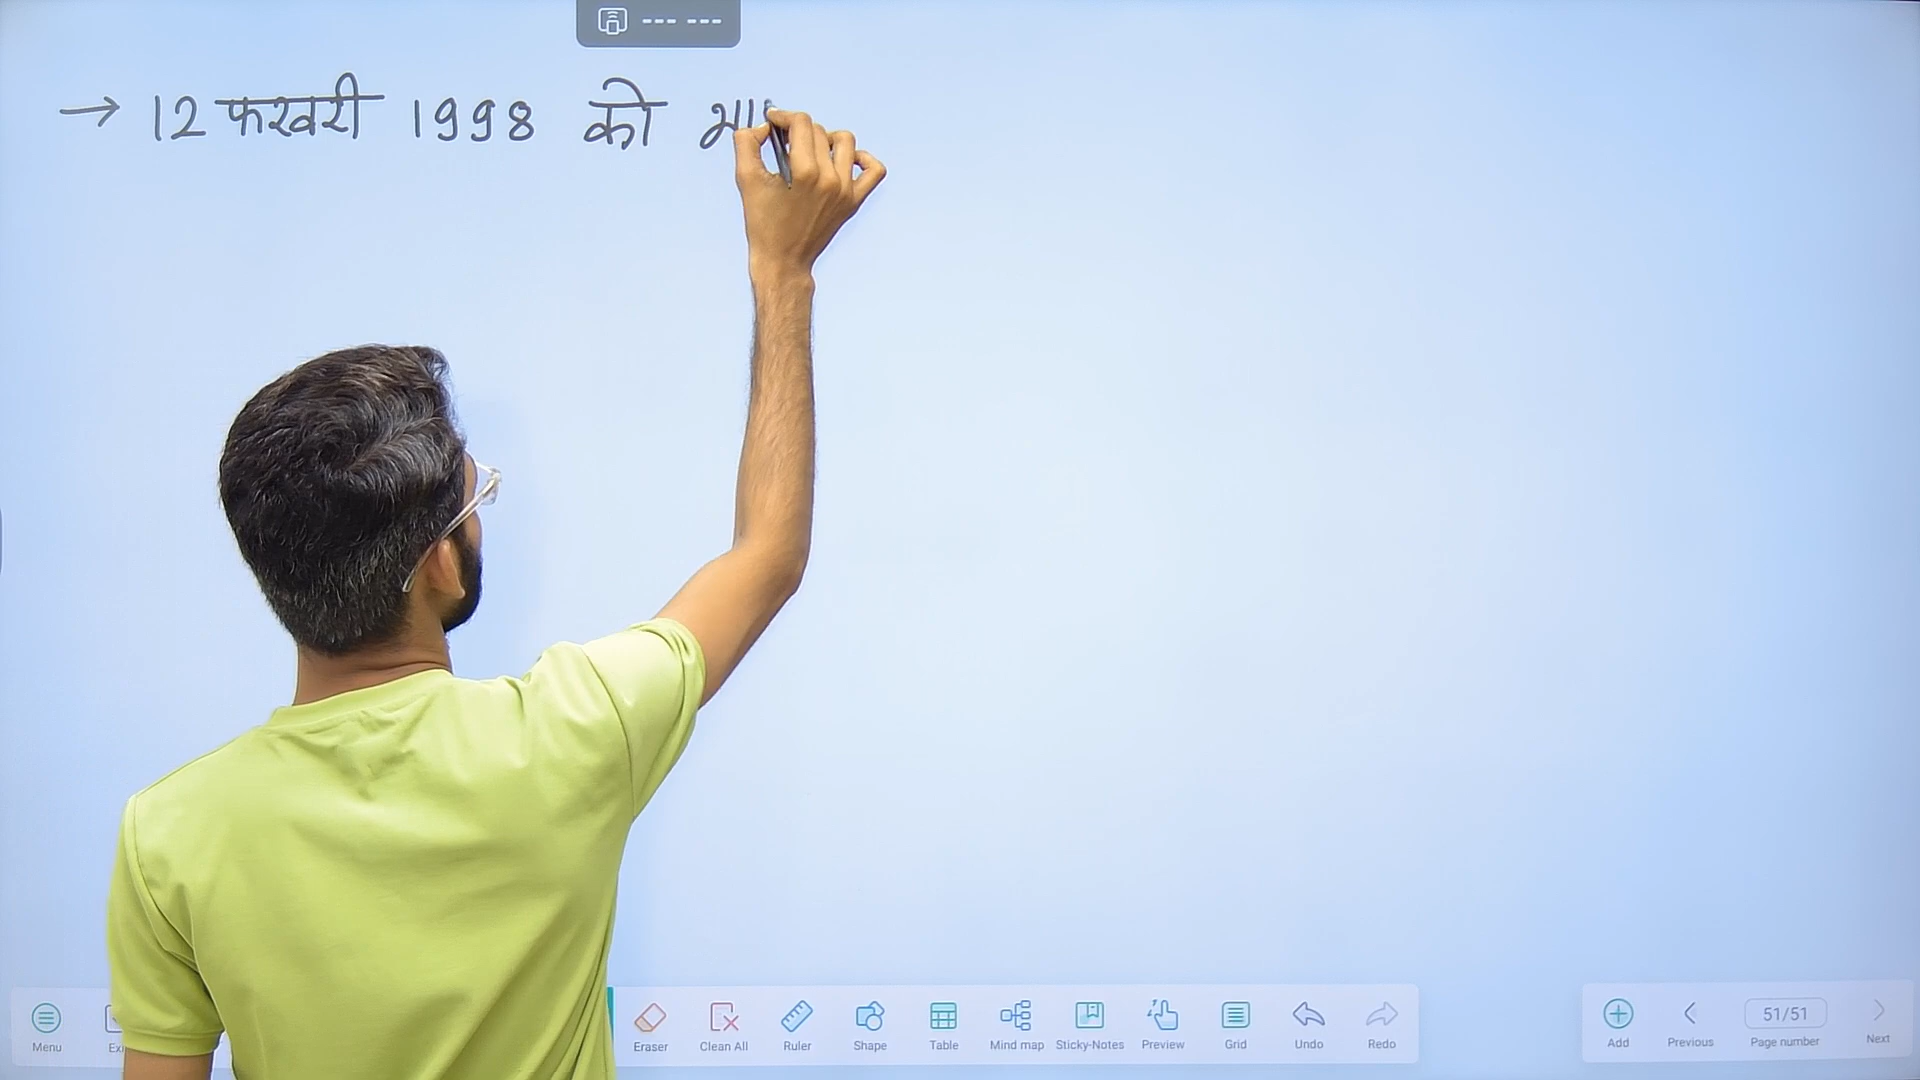 --- ---
→ 12 फरवरी 1998 को भा
Menu
Eraser
Clean All
Ruler
Shape
Table
Mind map
Sticky-Notes
Preview
Grid
Undo
Redo
Add
Previous
51/51
Page number
Next